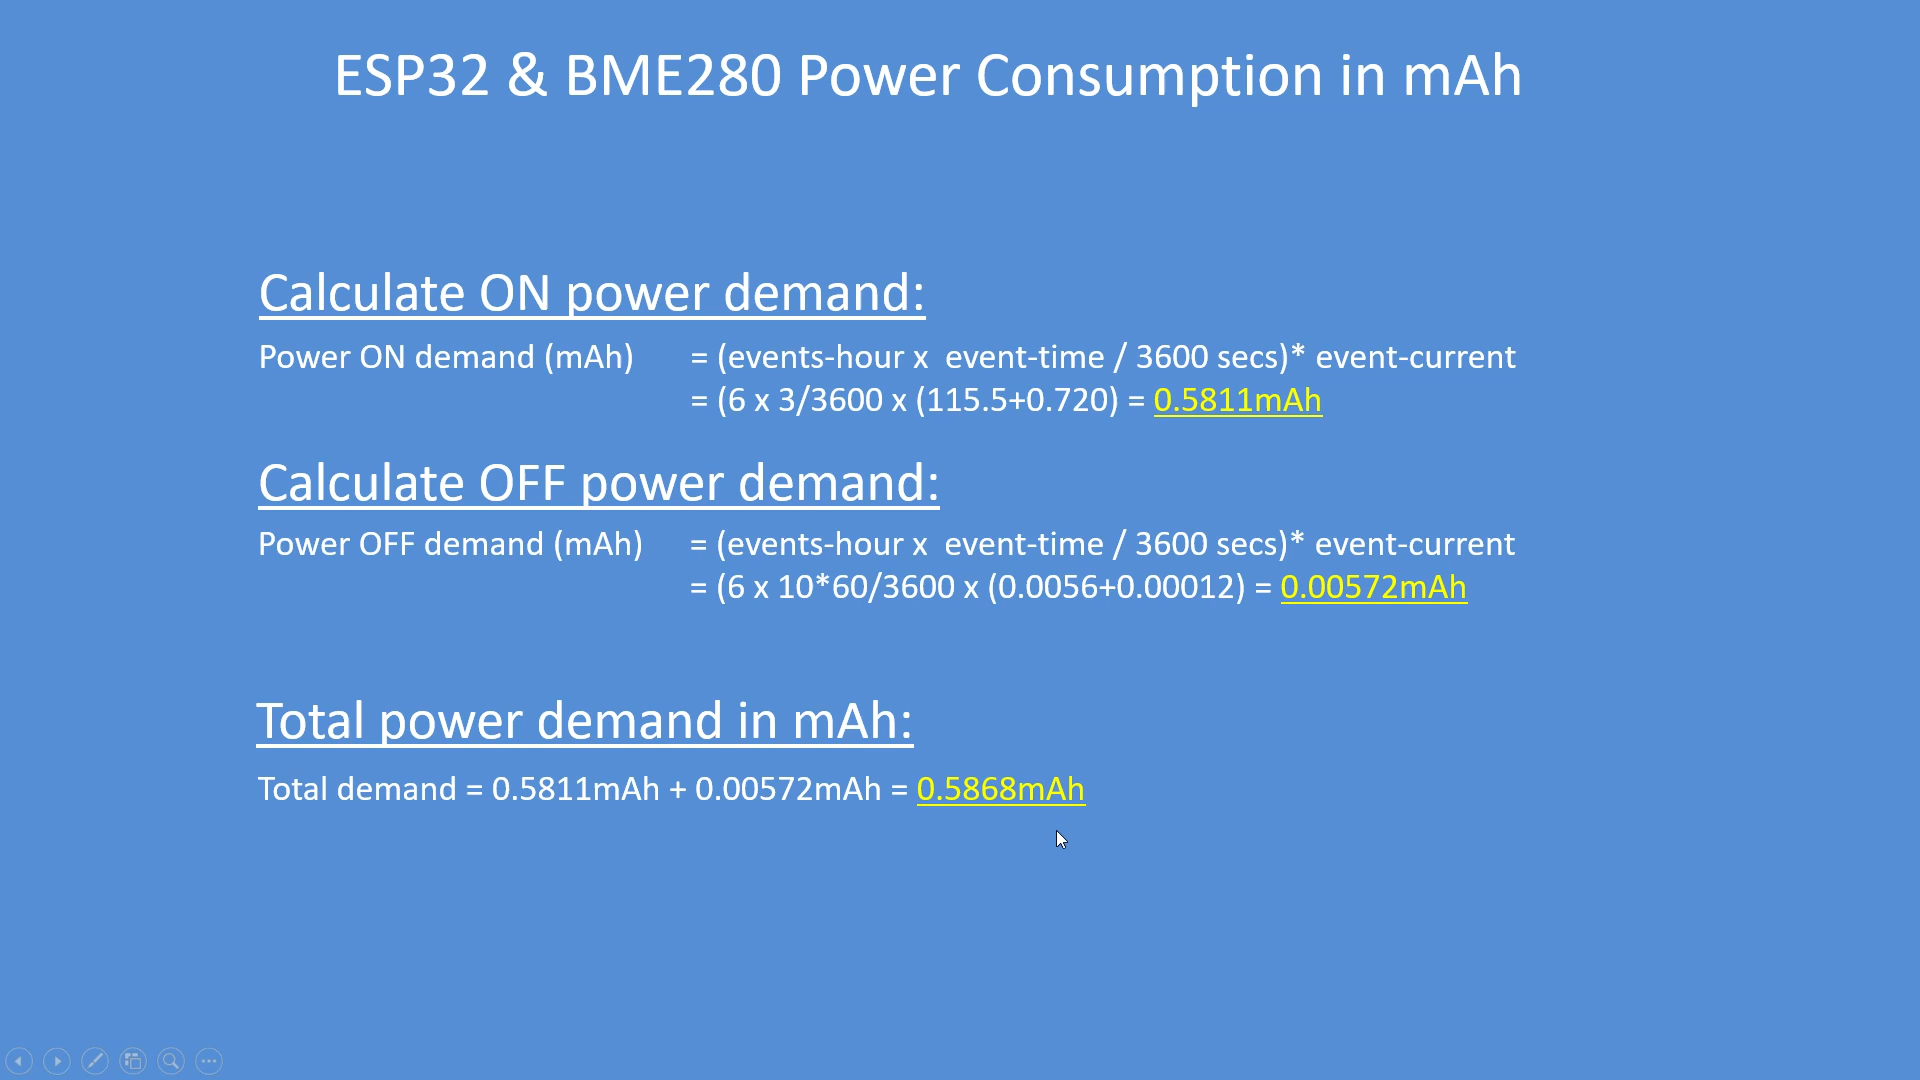 ESP32 & BME280 Power Consumption in mAh
Calculate ON power demand:
Power ON demand (mAh) = (events-hour x event-time / 3600 secs)* event-current
= (6 x 3/3600 x (115.5+0.720) = 0.5811mAh
Calculate OFF power demand:
Power OFF demand (mAh) = (events-hour x event-time / 3600 secs)* event-current
= (6 x 10*60/3600 x (0.0056+0.00012) = 0.00572mAh
Total power demand in mAh:
Total demand = 0.5811mAh + 0.00572mAh = 0.5868mAh